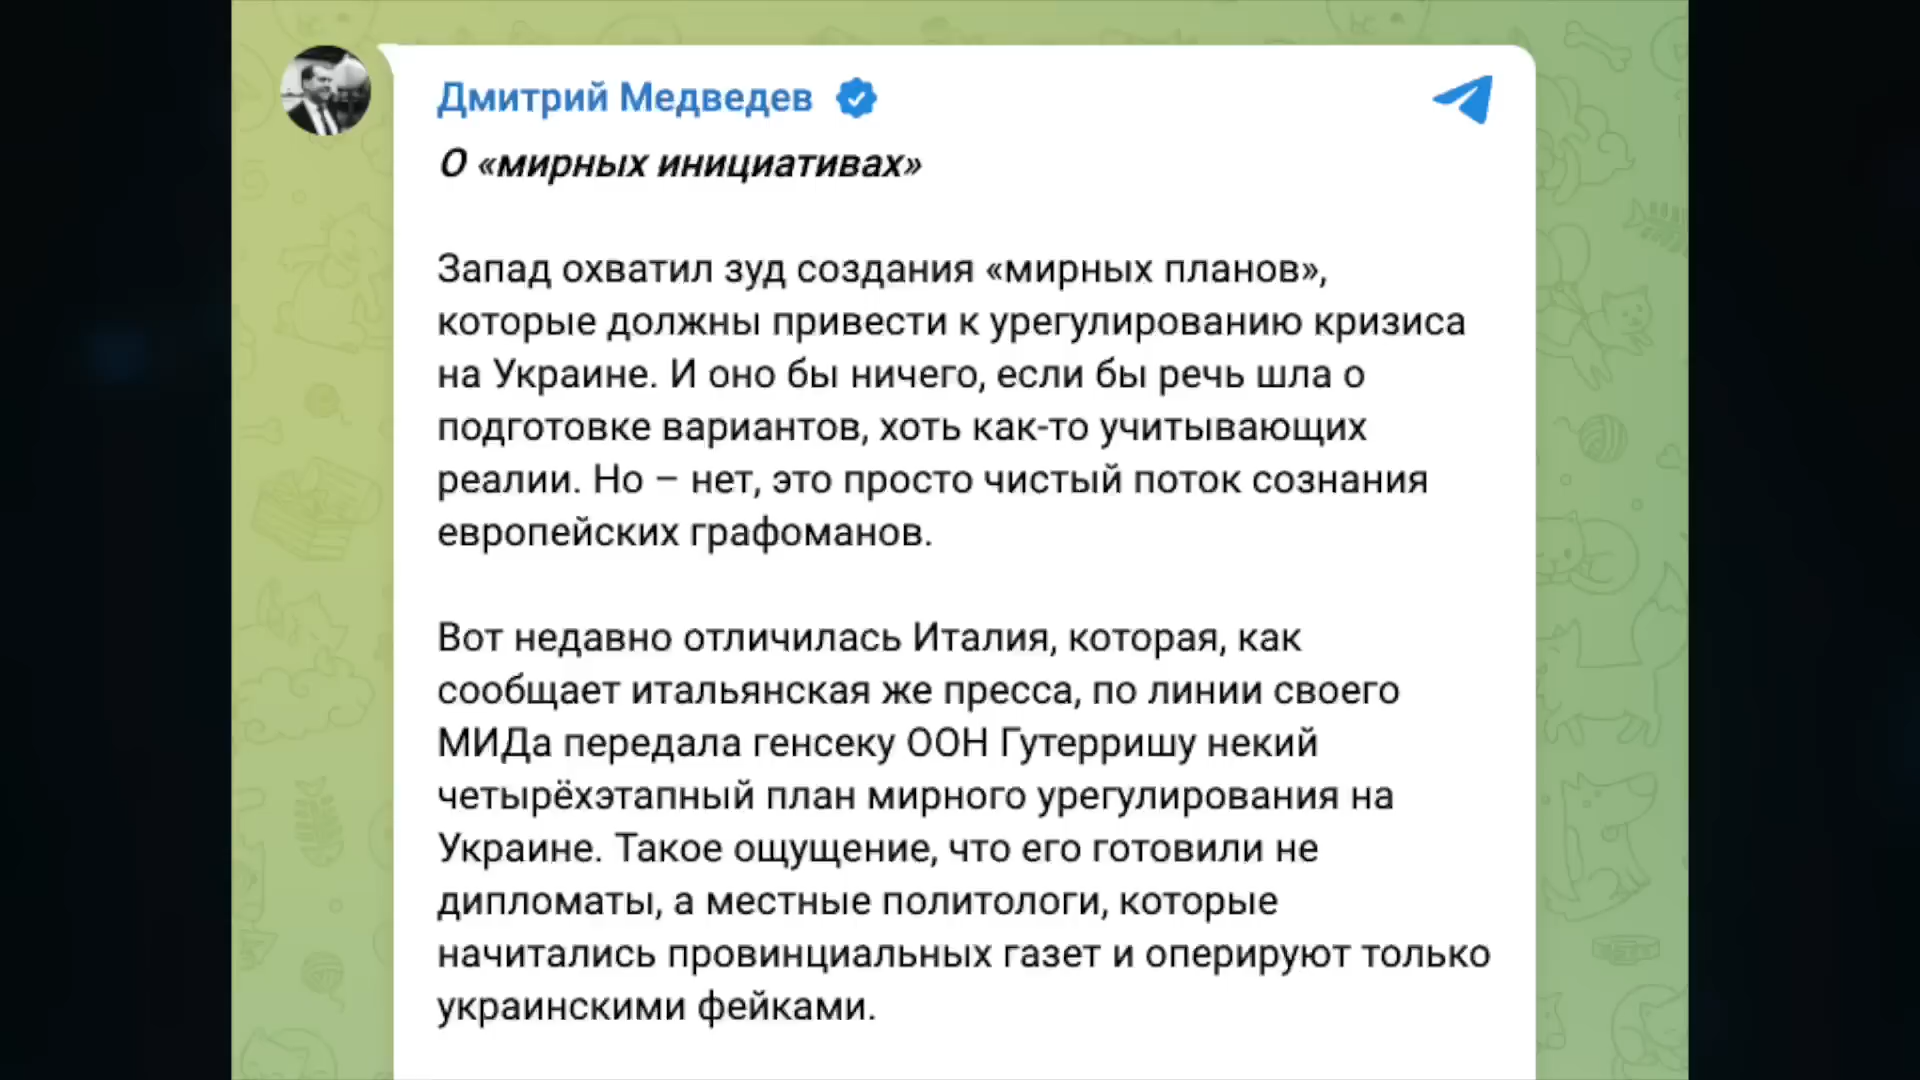 Дмитрий Медведев
О «мирных инициативах»
Запад охватил зуд создания «мирных планов»,
которые должны привести к урегулированию кризиса
на Украине. И оно бы ничего, если бы речь шла о
подготовке вариантов, хоть как-то учитывающих
реалии. Но – нет, это просто чистый поток сознания
европейских графоманов.
Вот недавно отличилась Италия, которая, как
сообщает итальянская же пресса, по линии своего
МИДа передала генсеку ООН Гутерришу некий
четырёхэтапный план мирного урегулирования на
Украине. Такое ощущение, что его готовили не
дипломаты, а местные политологи, которые
начитались провинциальных газет и оперируют только
украинскими фейками.